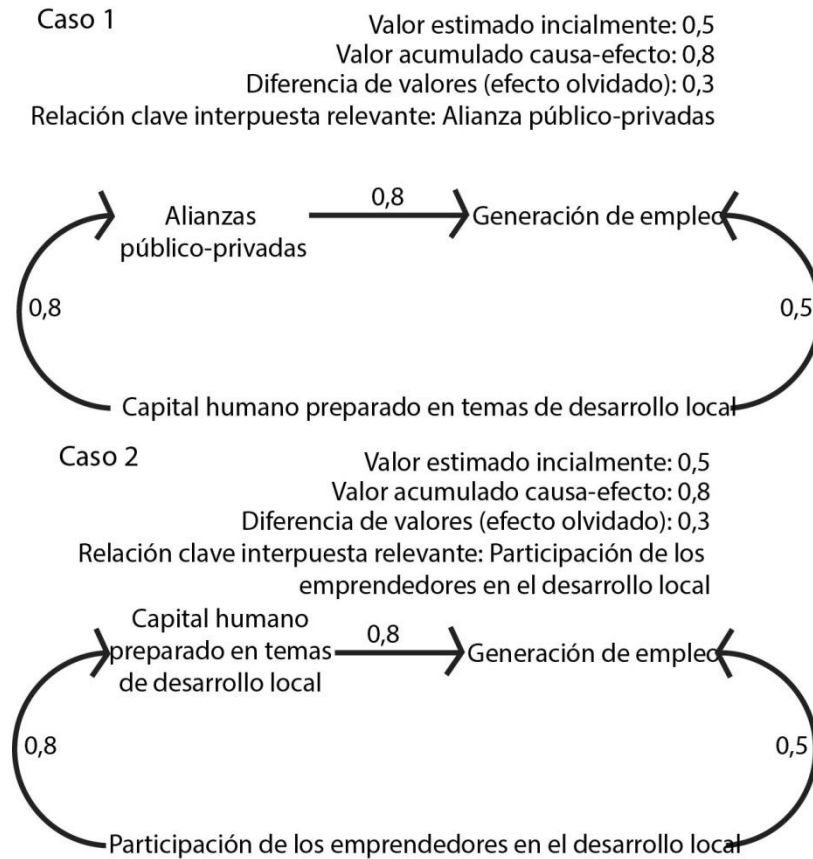 Caso 1
Valor estimado incialmente: 0,5
Valor acumulado causa-efecto: 0,8
Diferencia de valores (efecto olvidado): 0,3
Relación clave interpuesta relevante: Alianza público-privadas
Alianzas
público-privadas
0,8
Generación de empleo
0,8
0,5
Capital humano preparado en temas de desarrollo local
Caso 2
Valor estimado incialmente: 0,5
Valor acumulado causa-efecto: 0,8
Diferencia de valores (efecto olvidado): 0,3
Relación clave interpuesta relevante: Participación de los
emprendedores en el desarrollo local
Capital humano
preparado en temas
de desarrollo local
0,8
Generación de empleo
0,8
0,5
Participación de los emprendedores en el desarrollo local